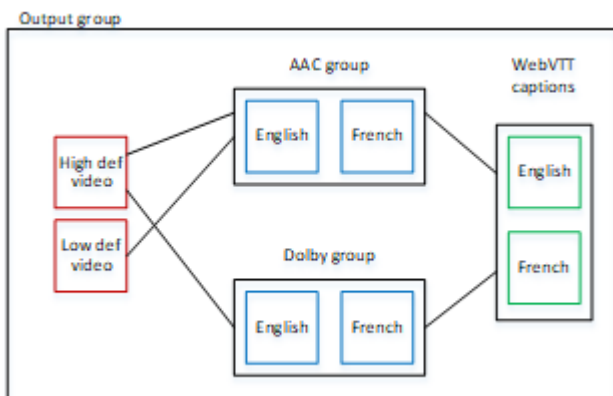 Output group
AAC group
WebVTT
captions
English
French
High def
video
English
Low def
video
Dolby group
French
English
French